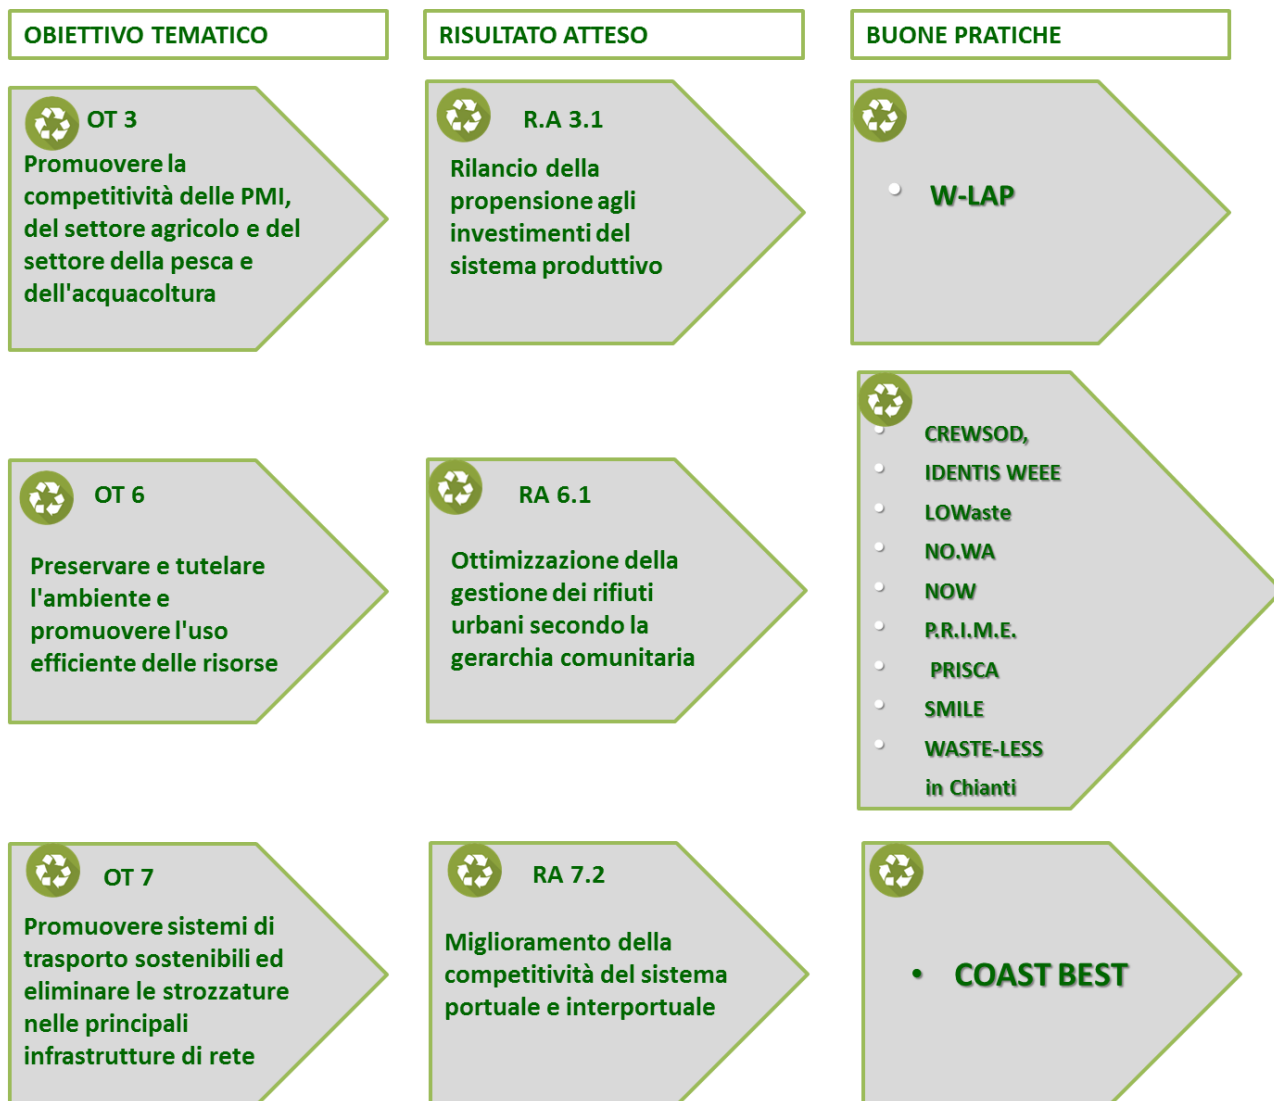 OBIETTIVO TEMATICO
RISULTATO ATTESO
BUONE PRATICHE
OT 3
Promuovere la
competitività delle PMI,
del settore agricolo e del
settore della pesca e
dell'acquacoltura
R.A 3.1
Rilancio della
propensione agli
investimenti del
sistema produttivo
• W-LAP
OT 6
Preservare e tutelare
l'ambiente e
promuovere l'uso
efficiente delle risorse
RA 6.1
Ottimizzazione della
gestione dei rifiuti
urbani secondo la
gerarchia comunitaria
• CREWSOD,
• IDENTIS WEEE
• LOWaste
• NO.WA
• NOW
• P.R.I.M.E.
• PRISCA
• SMILE
• WASTE-LESS
in Chianti
OT 7
Promuovere sistemi di
trasporto sostenibili ed
eliminare le strozzature
nelle principali
infrastrutture di rete
RA 7.2
Miglioramento della
competitività del sistema
portuale e interportuale
• COAST BEST